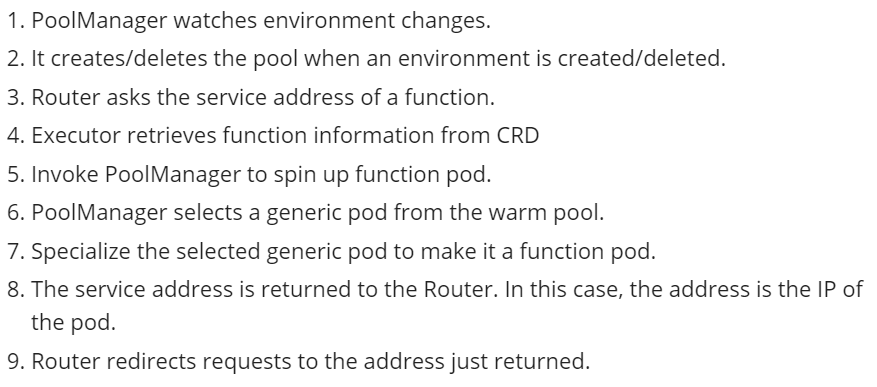 1. PoolManager watches environment changes.
2. It creates/deletes the pool when an environment is created/deleted.
3. Router asks the service address of a function.
4. Executor retrieves function information from CRD
5. Invoke PoolManager to spin up function pod.
6. PoolManager selects a generic pod from the warm pool.
7. Specialize the selected generic pod to make it a function pod.
8. The service address is returned to the Router. In this case, the address is the IP of
the pod.
9. Router redirects requests to the address just returned.